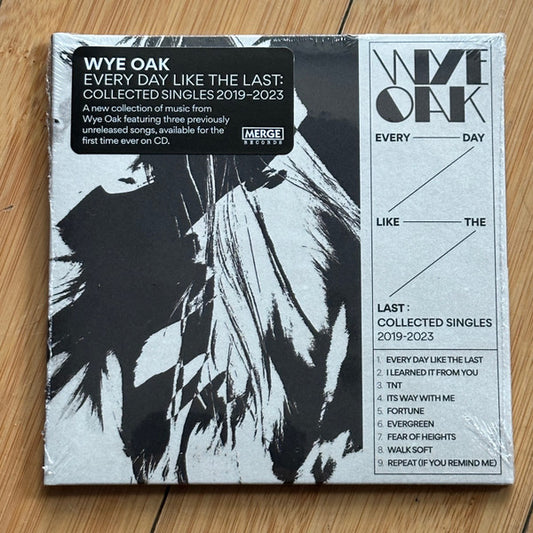 WYE OAK
EVERY DAY LIKE THE LAST:
COLLECTED SINGLES 2019–2023
A new collection of music from
Wye Oak featuring three previously
unreleased songs, available for the
first time ever on CD.
MERGE
RECORDS
WYE
OAK
EVERY — DAY
LIKE — THE
LAST:
COLLECTED SINGLES
2019-2023
1. EVERY DAY LIKE THE LAST
2. I LEARNED IT FROM YOU
3. TNT
4. ITS WAY WITH ME
5. FORTUNE
6. EVERGREEN
7. FEAR OF HEIGHTS
8. WALK SOFT
9. REPEAT (IF YOU REMIND ME)